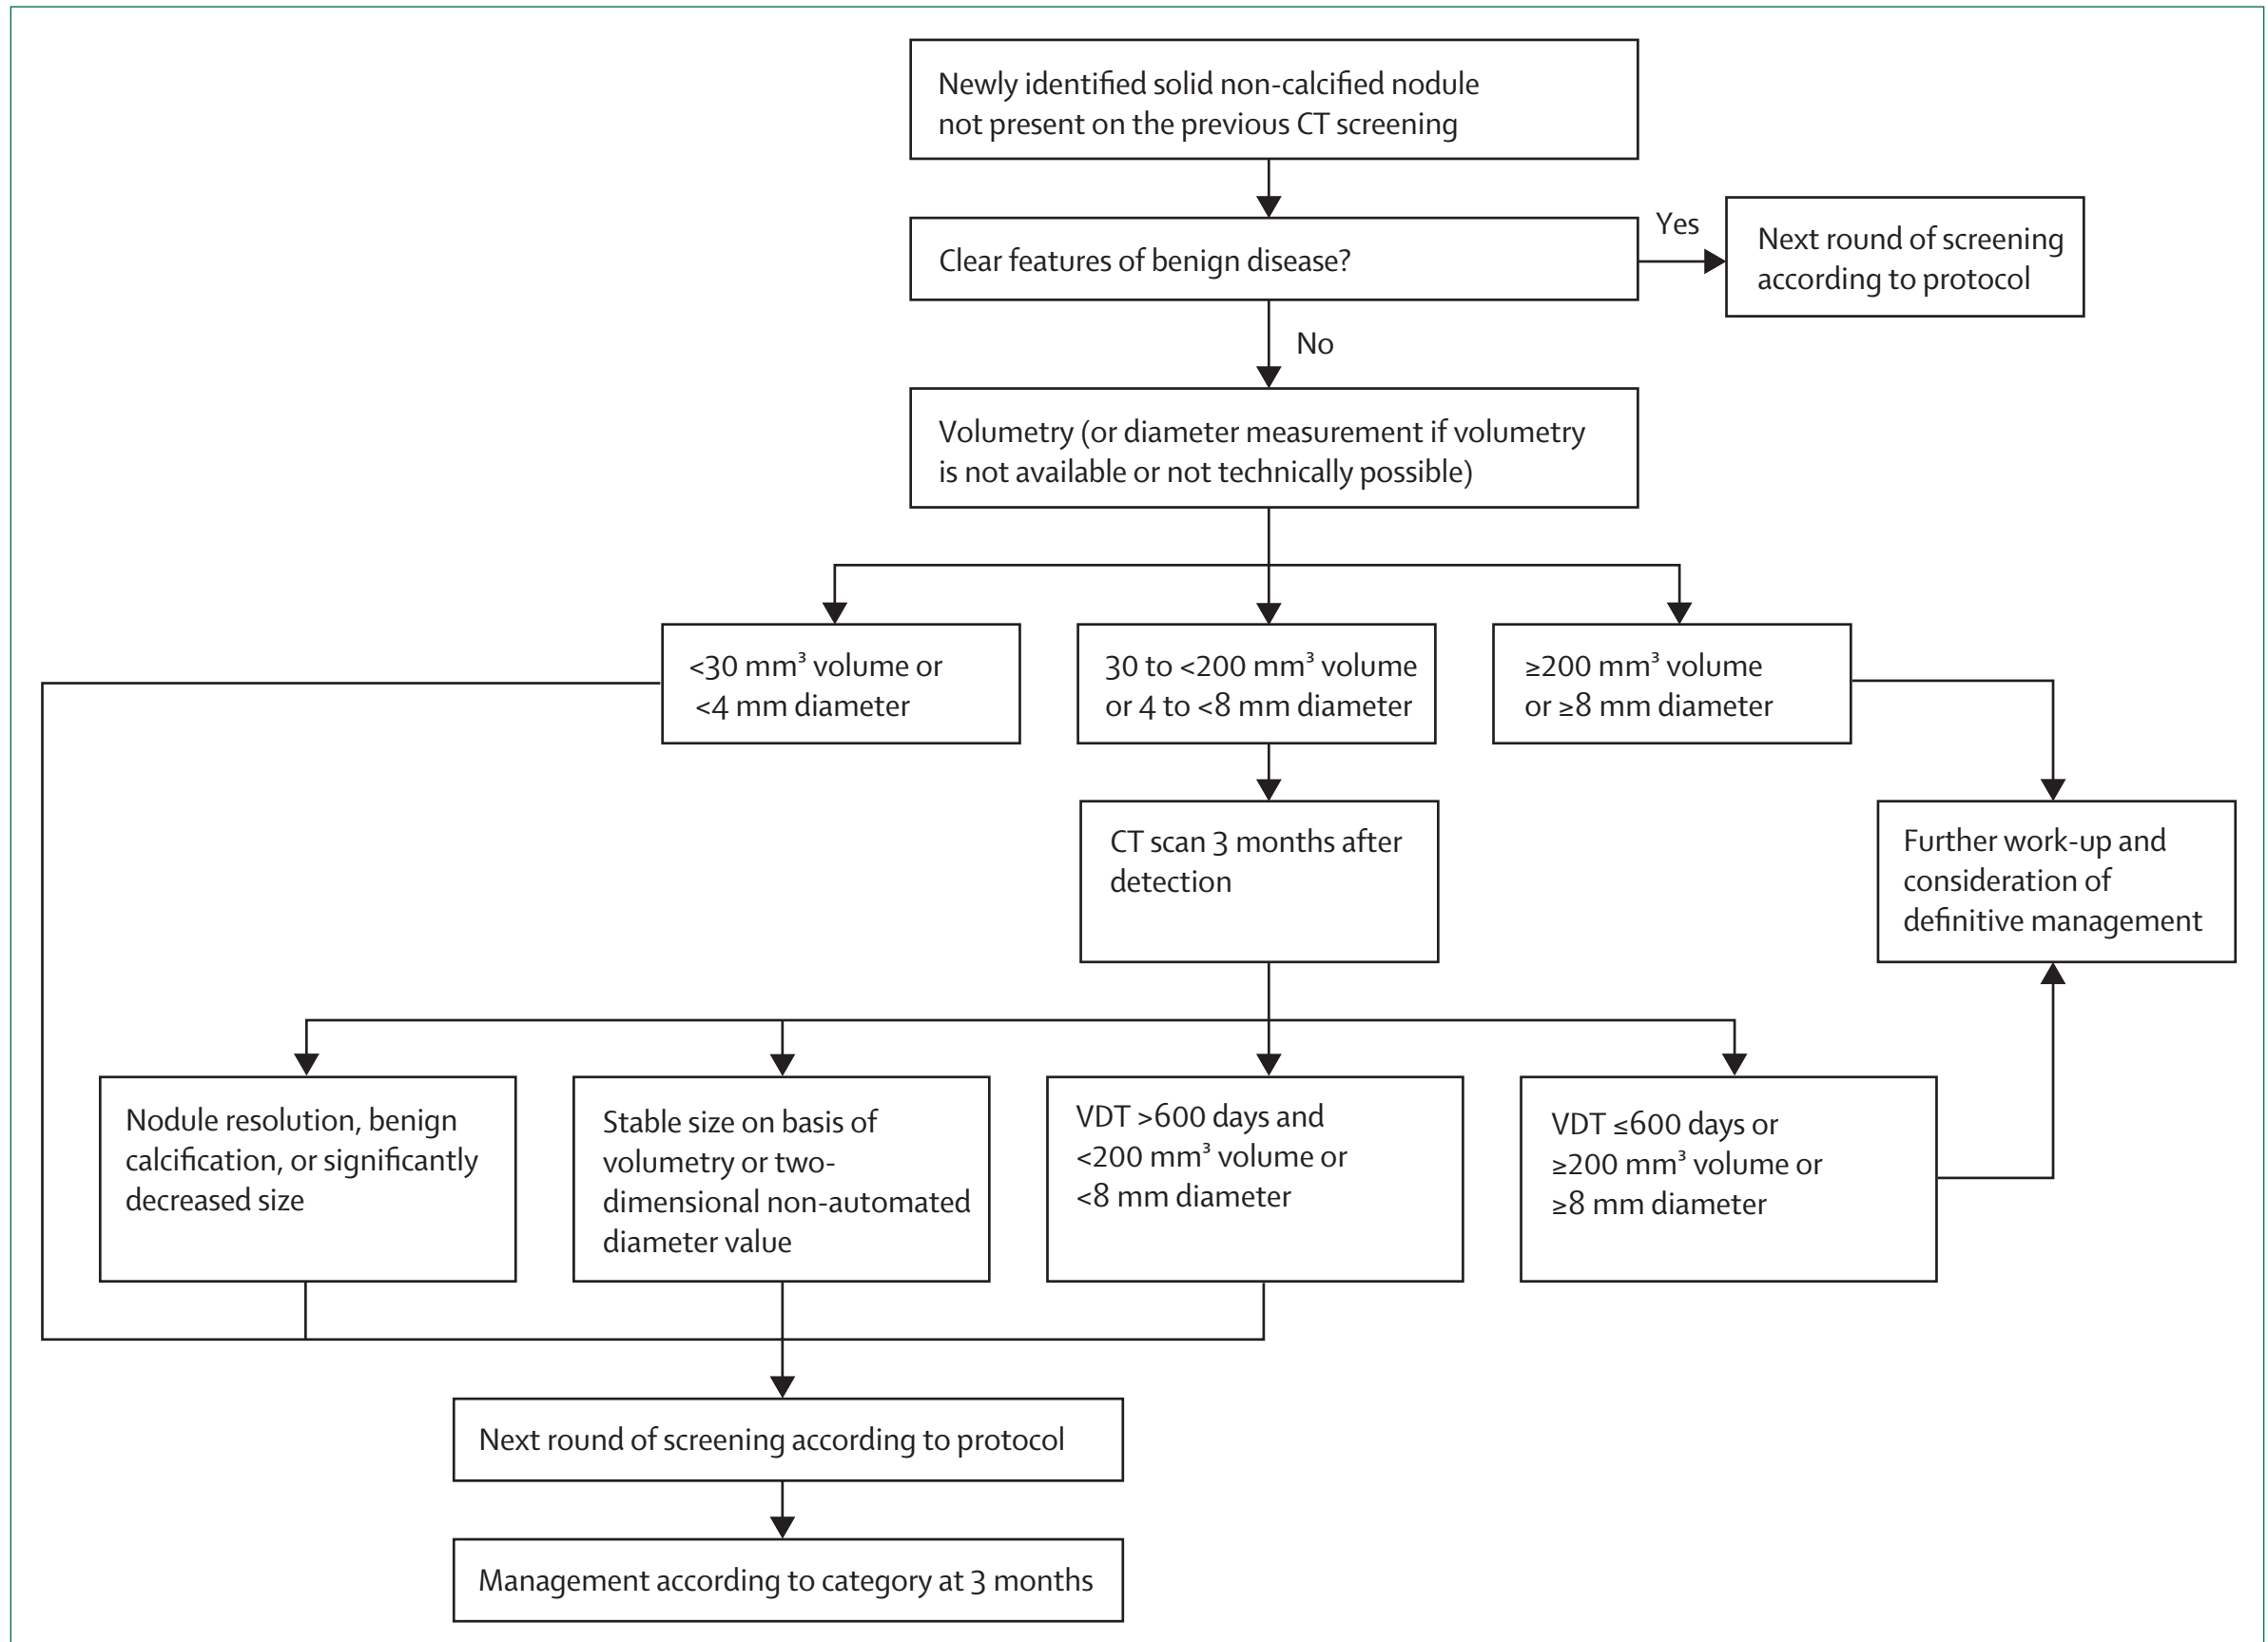 Newly identified solid non-calcified nodule
not present on the previous CT screening
Clear features of benign disease?
Yes
Next round of screening
according to protocol
No
Volumetry (or diameter measurement if volumetry
is not available or not technically possible)
<30 mm³ volume or
<4 mm diameter
30 to <200 mm³ volume
or 4 to <8 mm diameter
≥200 mm³ volume
or ≥8 mm diameter
CT scan 3 months after
detection
Further work-up and
consideration of
definitive management
Nodule resolution, benign
calcification, or significantly
decreased size
Stable size on basis of
volumetry or two-
dimensional non-automated
diameter value
VDT >600 days and
<200 mm³ volume or
<8 mm diameter
VDT ≤600 days or
≥200 mm³ volume or
≥8 mm diameter
Next round of screening according to protocol
Management according to category at 3 months